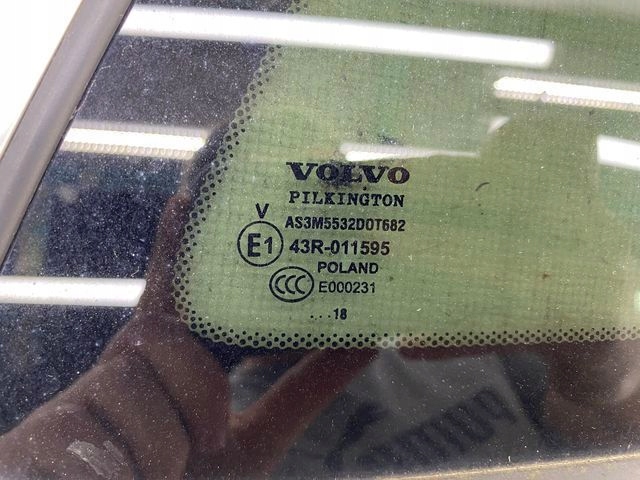 VOLVO
PILKINGTON
AS3M5532DOT682
V
E1 43R-011595
POLAND
CCC E000231
...18